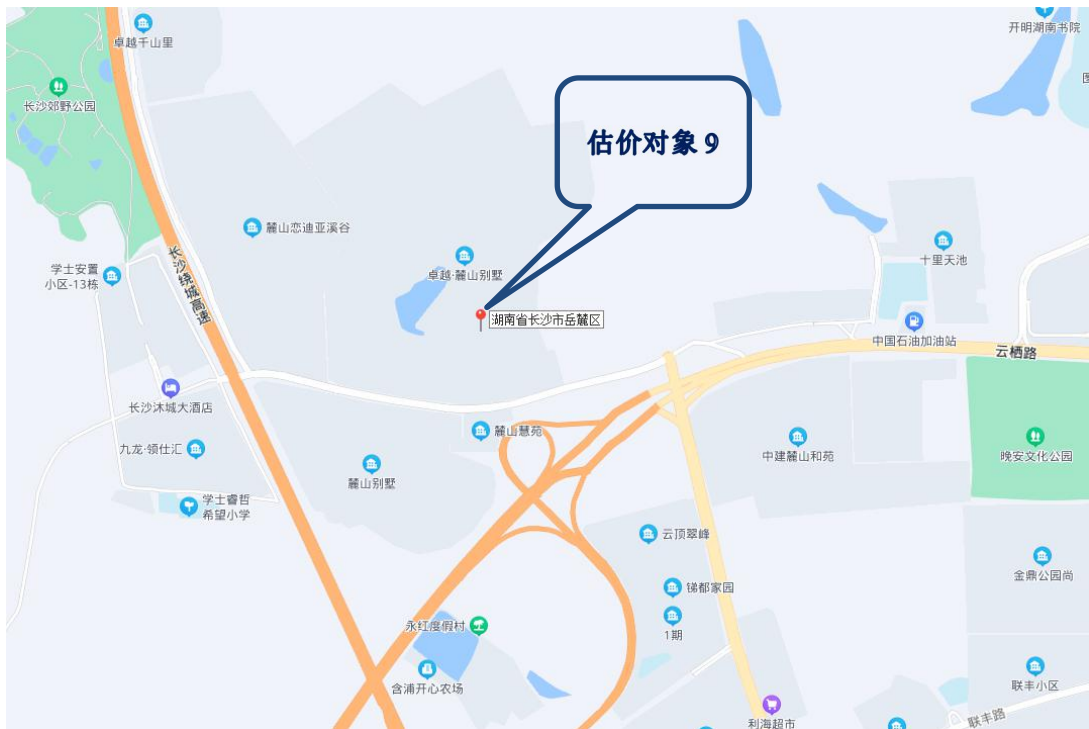 卓越千山里
开明湖南书院
长沙郊野公园
估价对象 9
麓山恋迪亚溪谷
卓越·麓山别墅
十里天池
学士安置
小区-13栋
长沙绕城高速
湖南省长沙市岳麓区
中国石油加油站
云栖路
长沙沐城大酒店
麓山慧苑
九龙·领仕汇
中建麓山和苑
晚安文化公园
麓山别墅
学士睿哲
希望小学
云顶翠峰
金鼎公园尚
锑都家园
永红度假村
1期
含浦开心农场
联丰小区
利海超市
联丰路